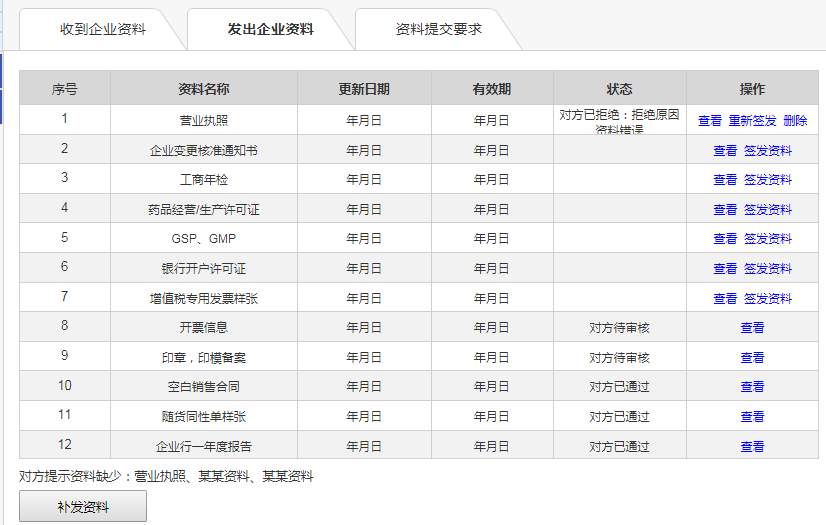 收到企业资料 发出企业资料 资料提交要求
序号 资料名称 更新日期 有效期 状态 操作
1 营业执照 年月日 年月日 对方已拒绝：拒绝原因 查看 重新签发 删除
资料错误
2 企业变更核准通知书 年月日 年月日 查看 签发资料
3 工商年检 年月日 年月日 查看 签发资料
4 药品经营/生产许可证 年月日 年月日 查看 签发资料
5 GSP、GMP 年月日 年月日 查看 签发资料
6 银行开户许可证 年月日 年月日 查看 签发资料
7 增值税专用发票样张 年月日 年月日 查看 签发资料
8 开票信息 年月日 年月日 对方待审核 查看
9 印章，印模备案 年月日 年月日 对方待审核 查看
10 空白销售合同 年月日 年月日 对方已通过 查看
11 随货同性单样张 年月日 年月日 对方已通过 查看
12 企业行一年度报告 年月日 年月日 对方已通过 查看
对方提示资料缺少：营业执照、某某资料、某某资料
补发资料